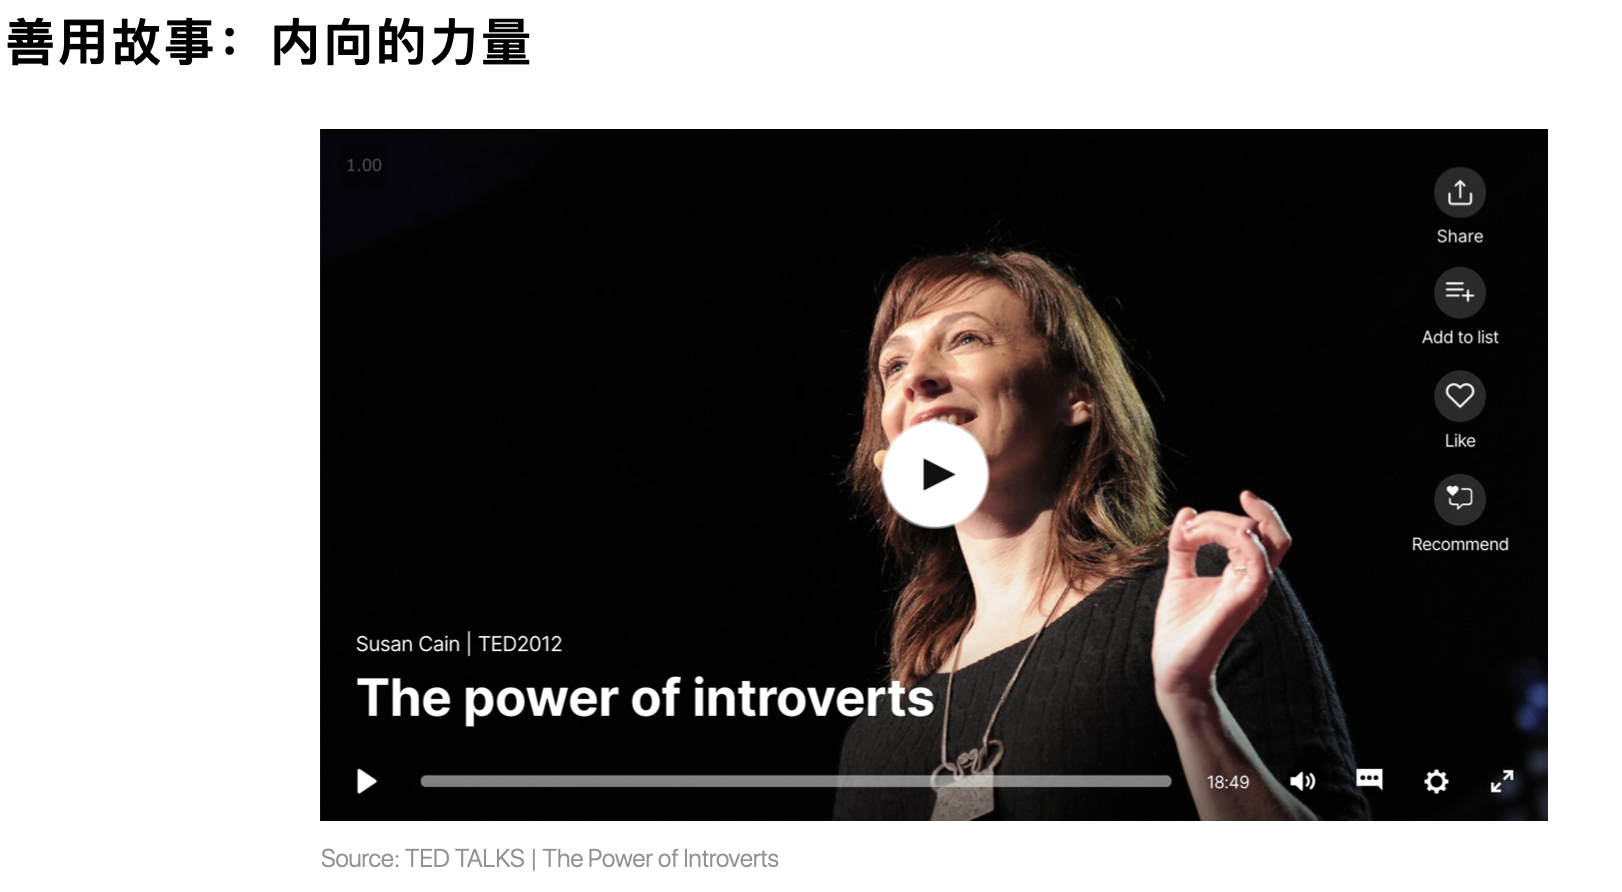 善用故事：内向的力量
1.00
Share
Add to list
Like
Recommend
Susan Cain | TED2012
The power of introverts
18:49
Source: TED TALKS | The Power of Introverts